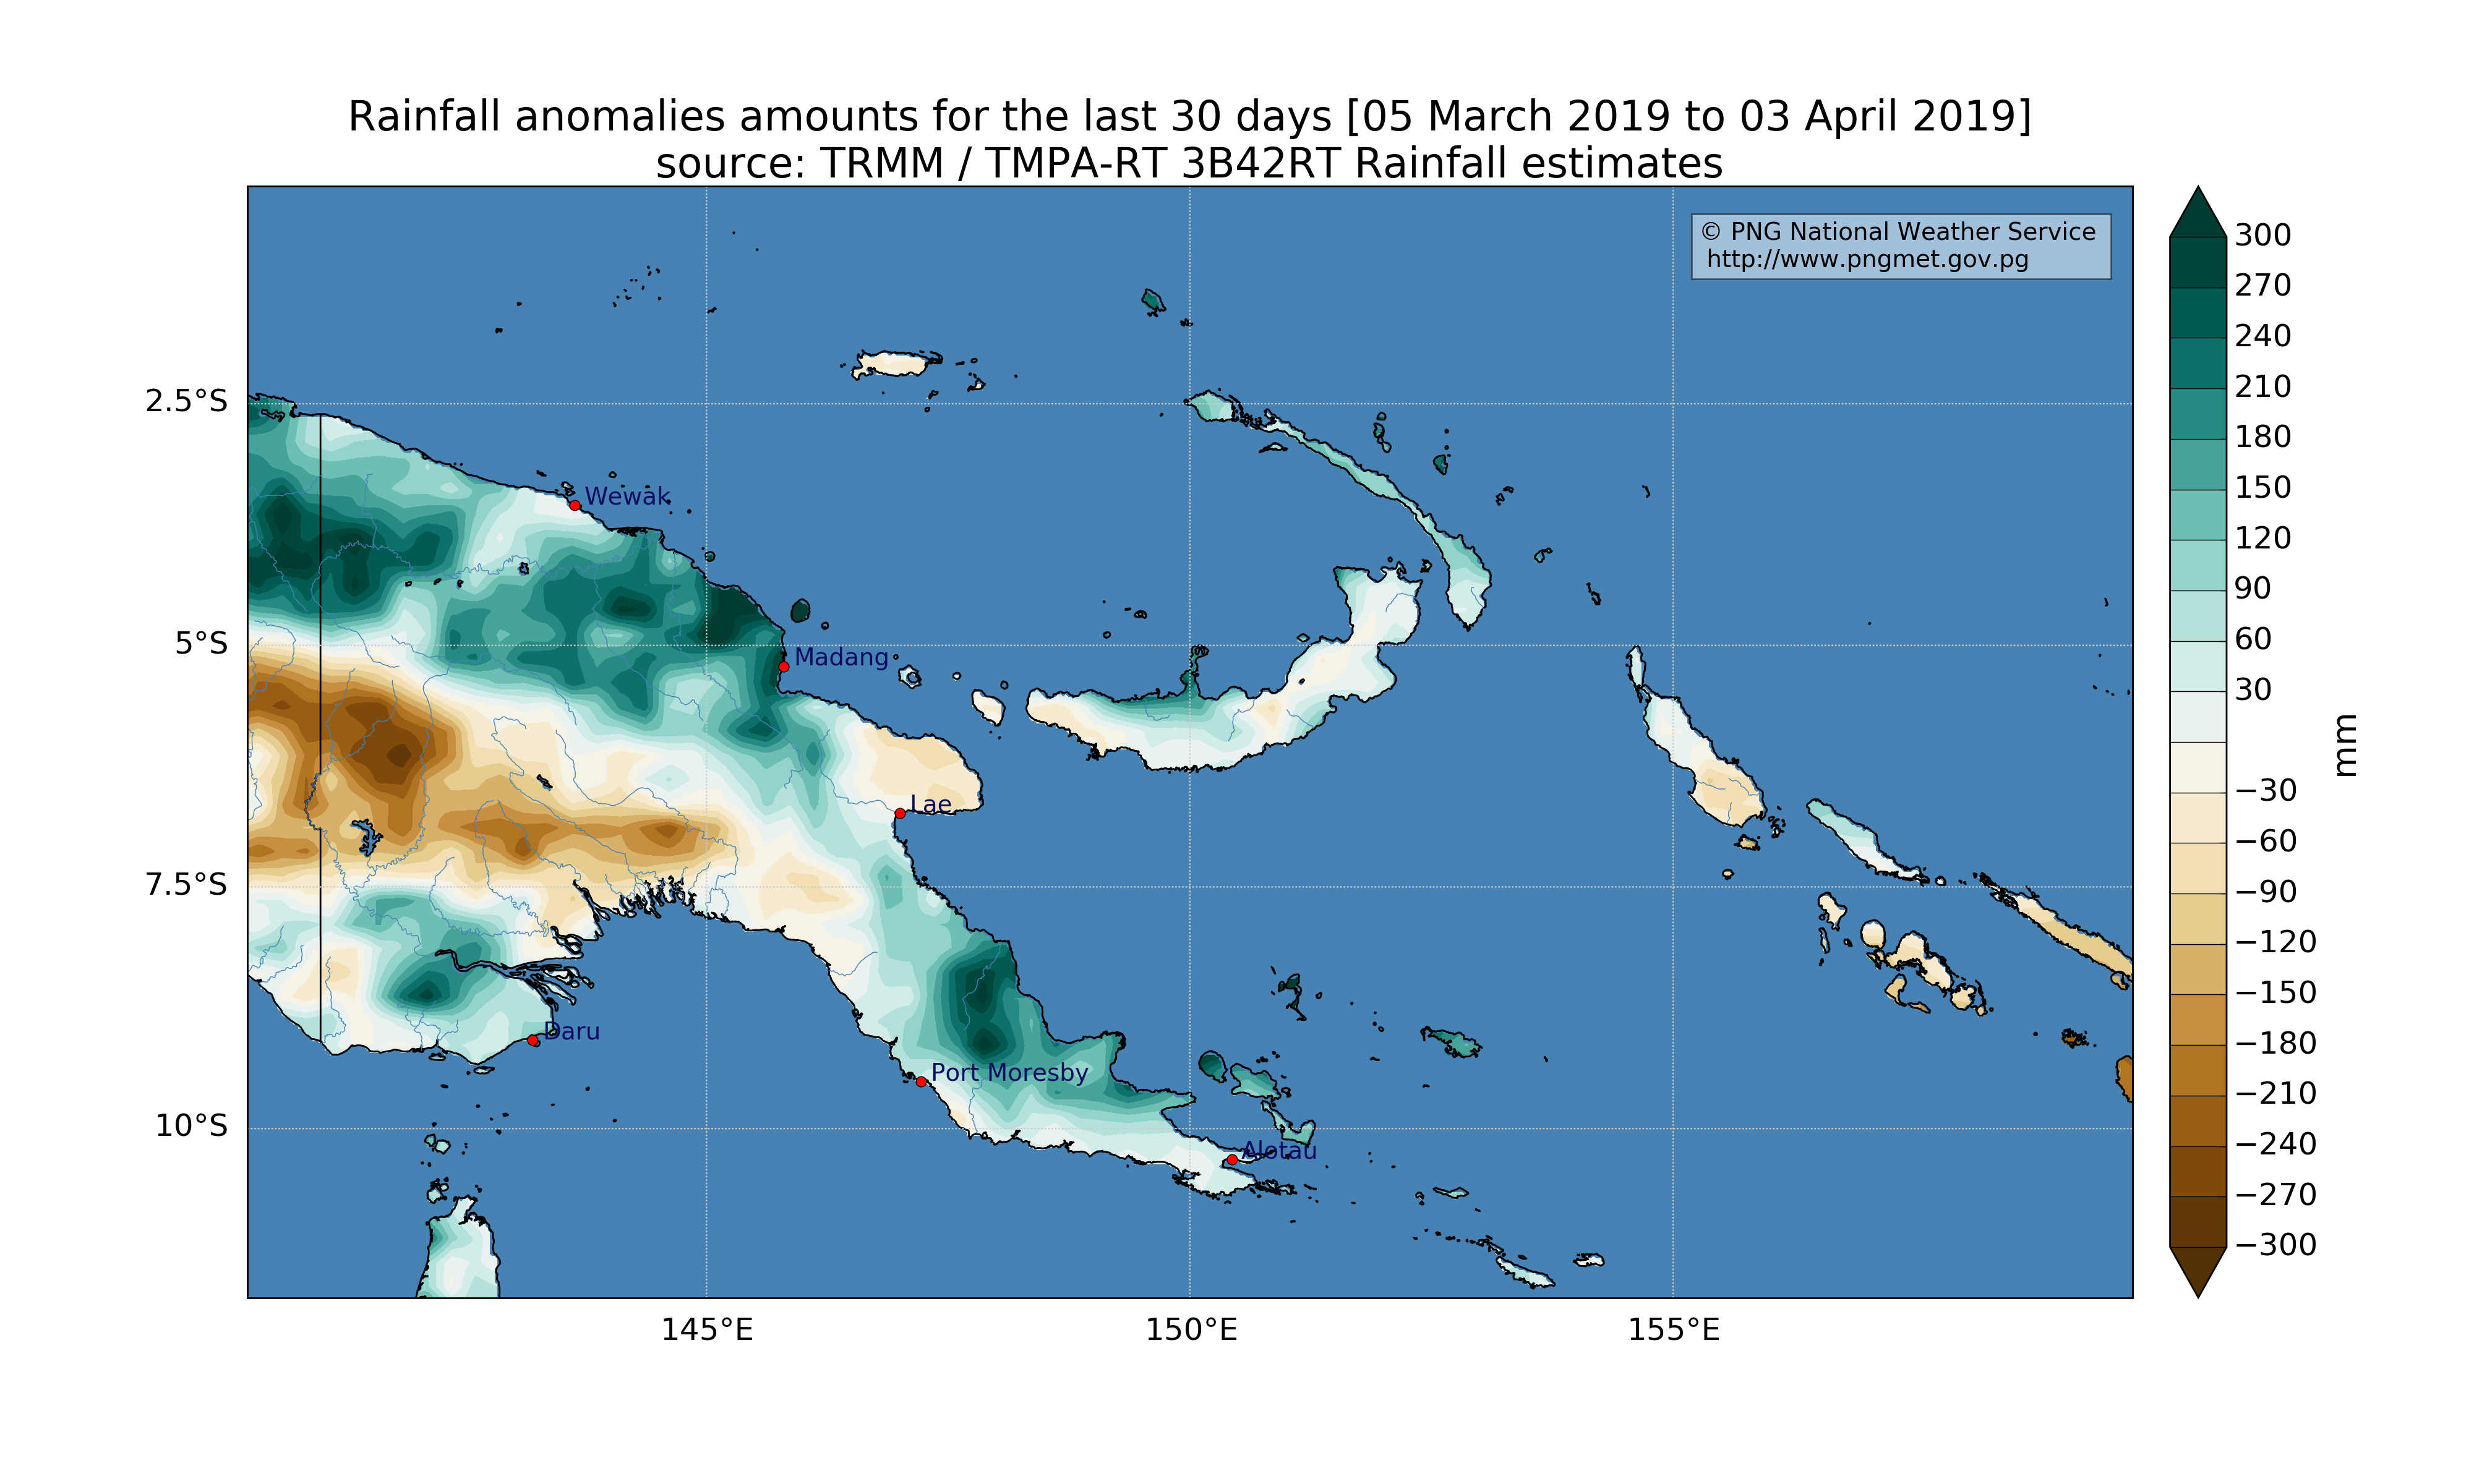 Rainfall anomalies amounts for the last 30 days [05 March 2019 to 03 April 2019]
source: TRMM / TMPA-RT 3B42RT Rainfall estimates
© PNG National Weather Service
http://www.pngmet.gov.pg
2.5°S
5°S
7.5°S
10°S
Wewak
Madang
Lae
Daru
Port Moresby
Alotau
145°E
150°E
155°E
300
270
240
210
180
150
120
90
60
30
−30
−60
−90
−120
−150
−180
−210
−240
−270
−300
mm